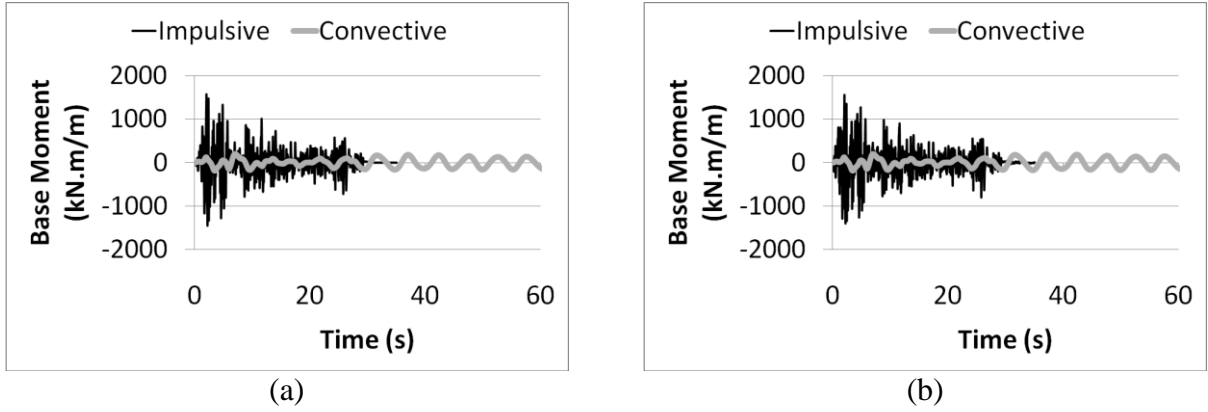 Impulsive Convective
Base Moment
(kN.m/m)
2000
1000
0
-1000
-2000
0 20 40 60
Time (s)
(a)
Impulsive Convective
Base Moment
(kN.m/m)
2000
1000
0
-1000
-2000
0 20 40 60
Time (s)
(b)